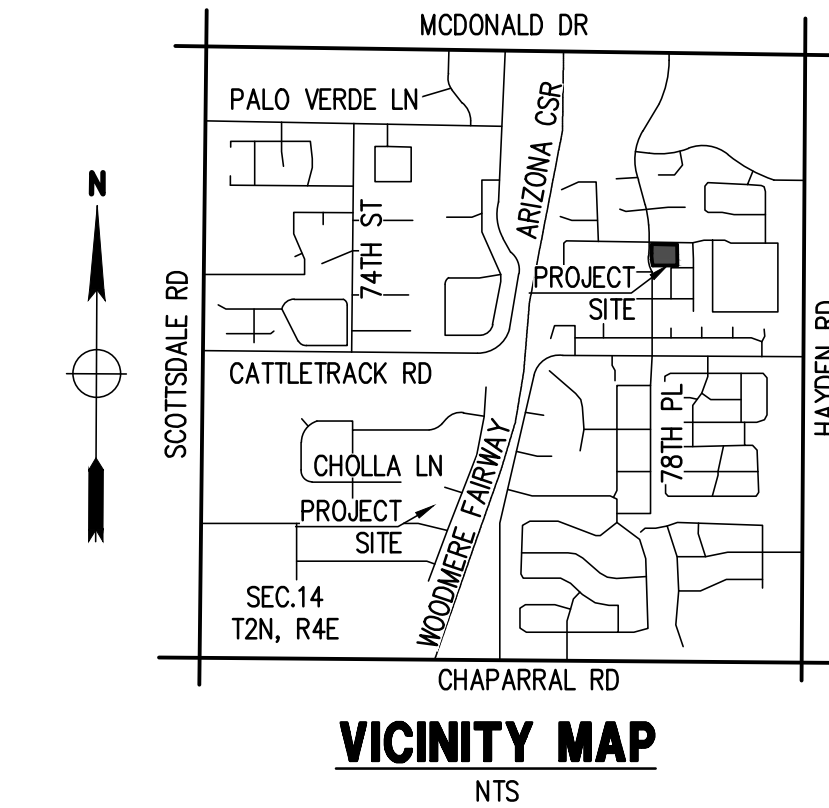 MCDONALD DR
PALO VERDE LN
ARIZONA CSR
N
74TH ST
PROJECT
SITE
SCOTTSDALE RD
HAYDEN RD
CATTLETRACK RD
78TH PL
CHOLLA LN
WOODMERE FAIRWAY
PROJECT
SITE
SEC.14
T2N, R4E
CHAPARRAL RD
VICINITY MAP
NTS